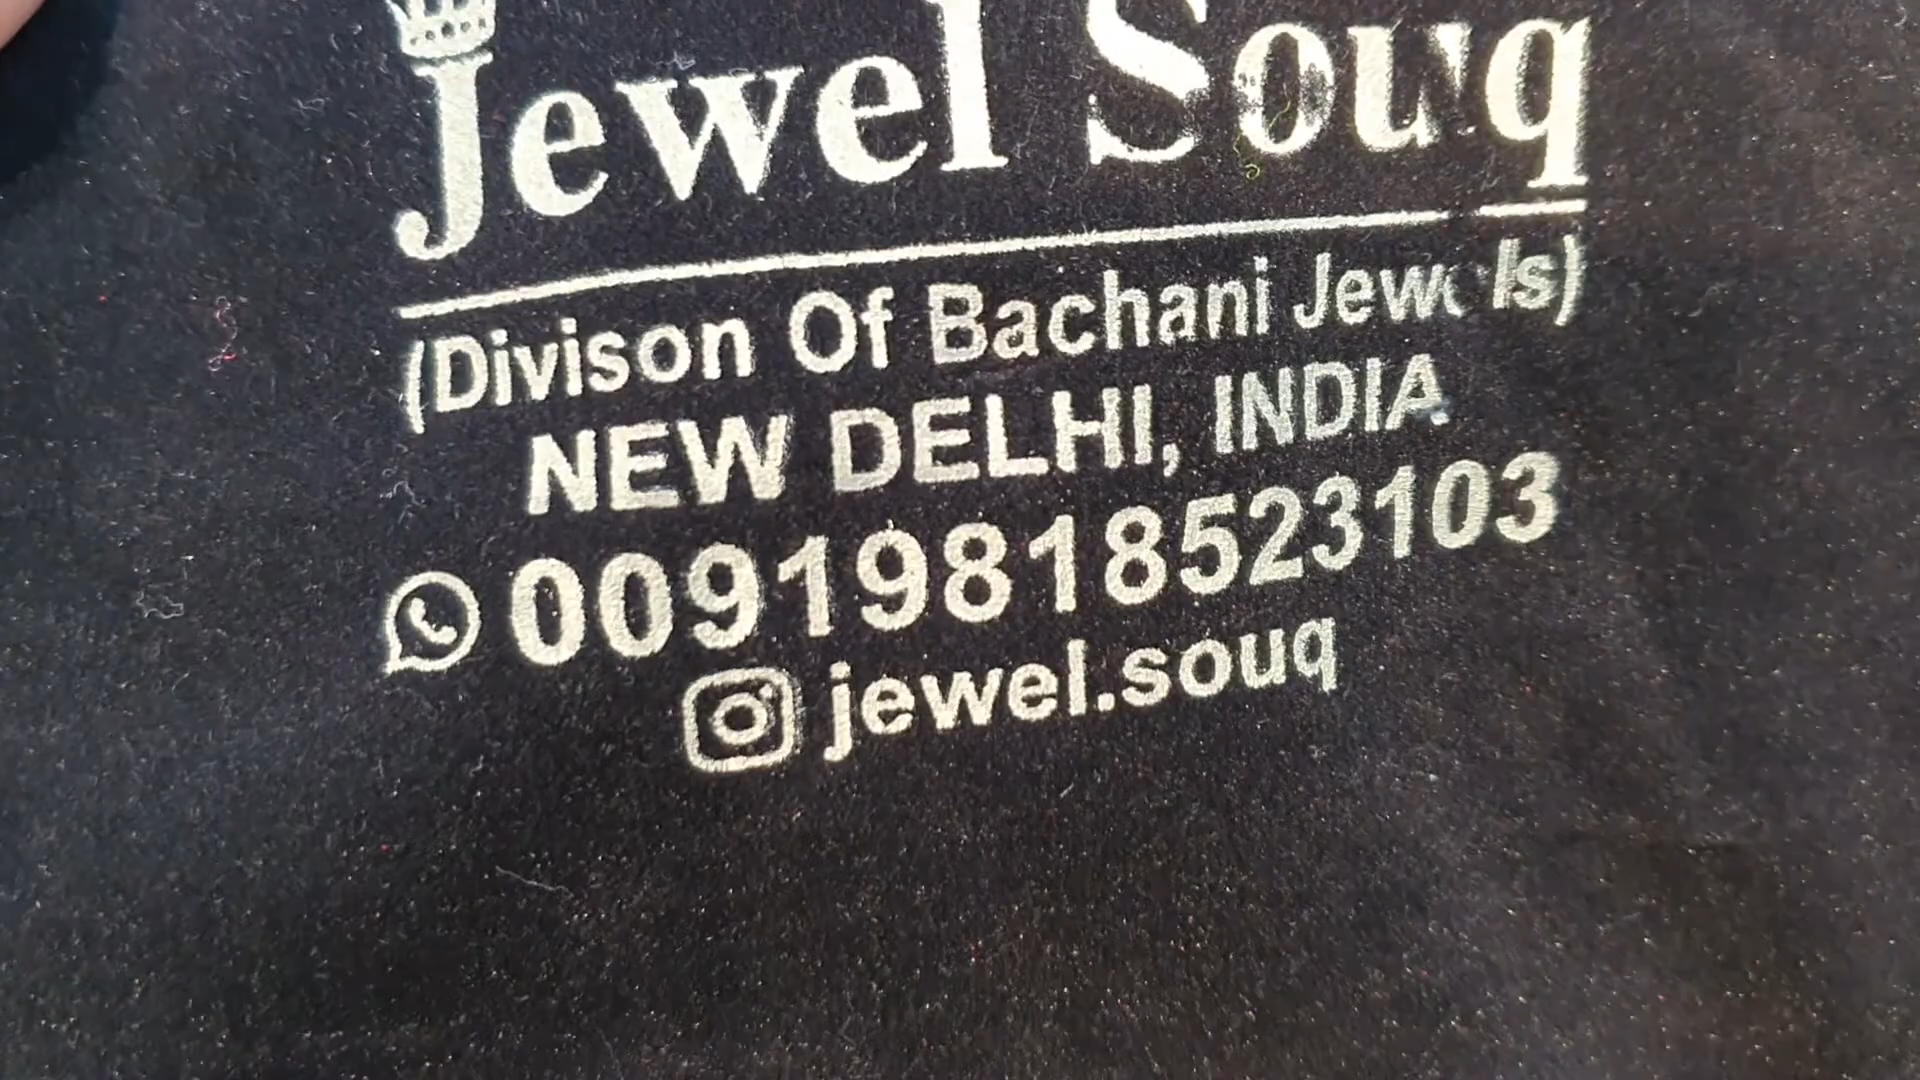 Jewel Souq
(Divison Of Bachani Jewels)
NEW DELHI, INDIA
00919818523103
jewel.souq